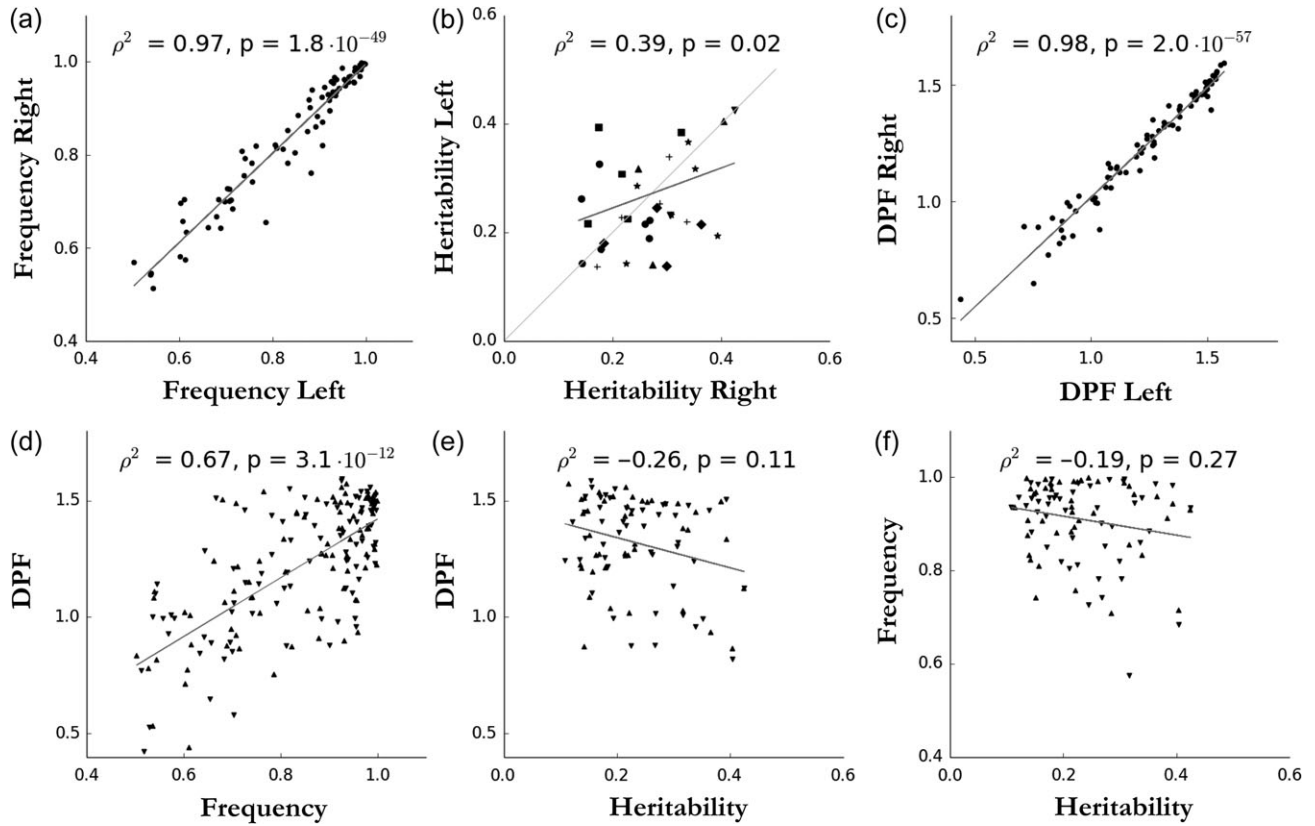 (a)
ρ² = 0.97, p = 1.8 ·10⁻⁴⁹
Frequency Right
1.0
0.8
0.6
0.4
0.4 0.6 0.8 1.0
Frequency Left
(b)
ρ² = 0.39, p = 0.02
Heritability Left
0.6
0.4
0.2
0.0
0.0 0.2 0.4 0.6
Heritability Right
(c)
ρ² = 0.98, p = 2.0 ·10⁻⁵⁷
DPF Right
1.5
1.0
0.5
0.5 1.0 1.5
DPF Left
(d)
ρ² = 0.67, p = 3.1 ·10⁻¹²
DPF
1.5
1.0
0.5
0.4 0.6 0.8 1.0
Frequency
(e)
ρ² = –0.26, p = 0.11
DPF
1.5
1.0
0.5
0.0 0.2 0.4 0.6
Heritability
(f)
ρ² = –0.19, p = 0.27
Frequency
1.0
0.8
0.6
0.4
0.0 0.2 0.4 0.6
Heritability